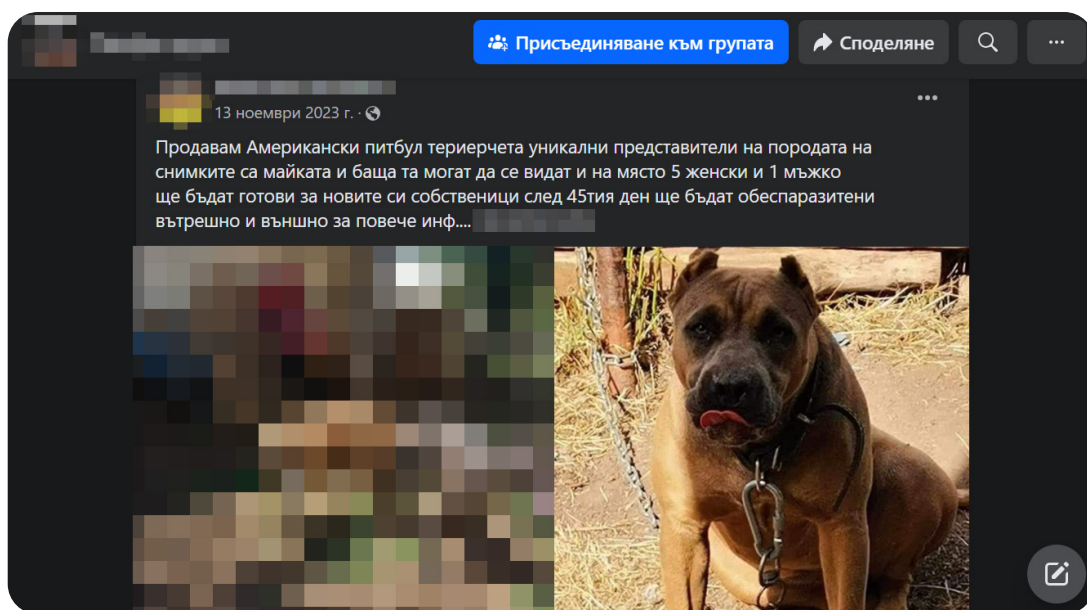 Присъединяване към групата
Споделяне
13 ноември 2023 г.
Продавам Американски питбул териерчета уникални представители на породата на
снимките са майката и баща та могат да се видат и на място 5 женски и 1 мъжко
ще бъдат готови за новите си собственици след 45тия ден ще бъдат обеспаразитени
вътрешно и външно за повече инф....